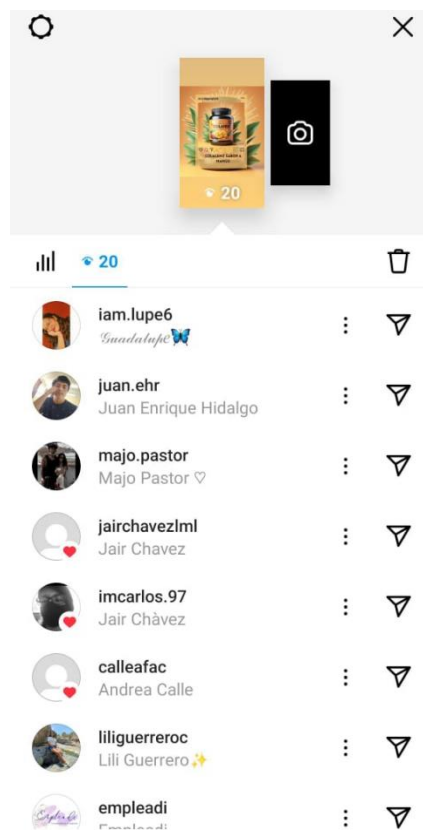 20
20
iam.lupe6
𝒢𝓊𝒶𝒹𝒶𝓁𝓊𝓅𝑒🦋
juan.ehr
Juan Enrique Hidalgo
majo.pastor
Majo Pastor ♡
jairchavezlml
Jair Chavez
imcarlos.97
Jair Chàvez
calleafac
Andrea Calle
liliguerreroc
Lili Guerrero✨
empleadi
Empleadi